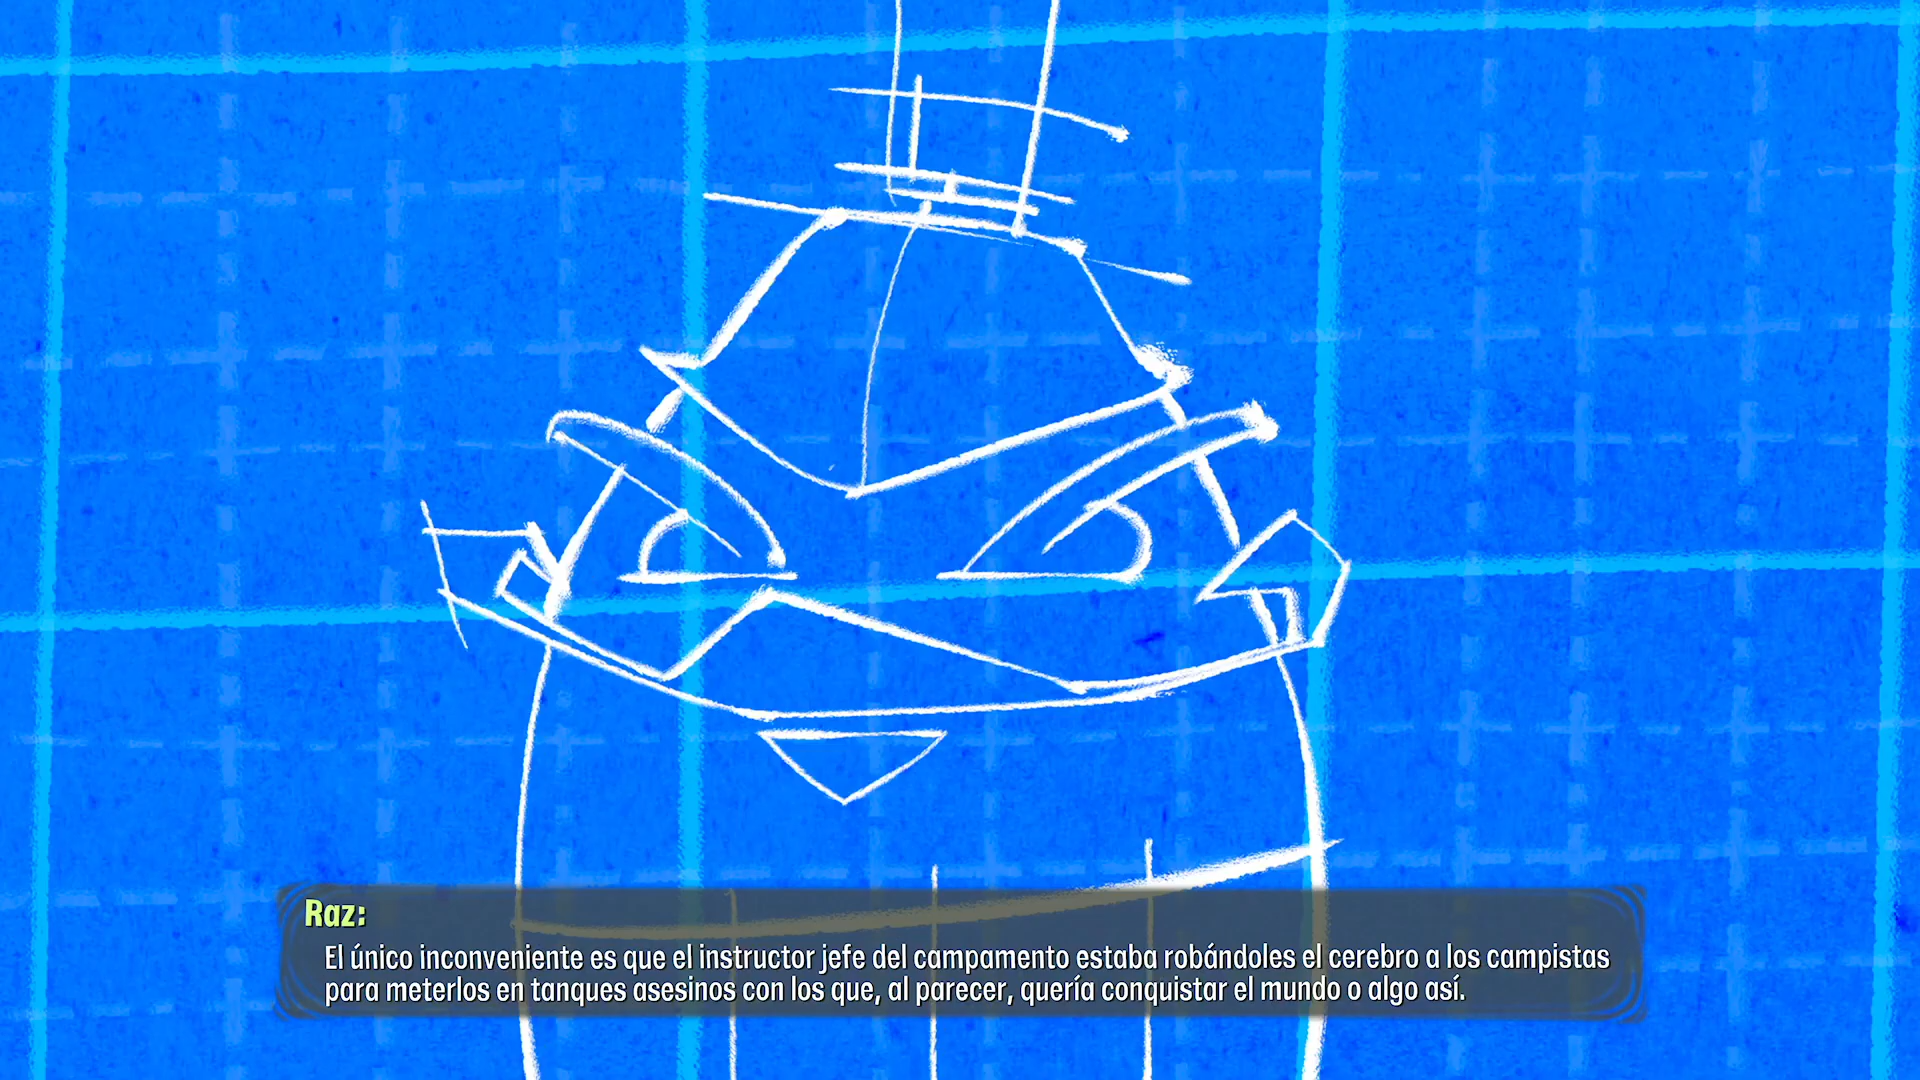 Raz:
El único inconveniente es que el instructor jefe del campamento estaba robándoles el cerebro a los campistas
para meterlos en tanques asesinos con los que, al parecer, quería conquistar el mundo o algo así.